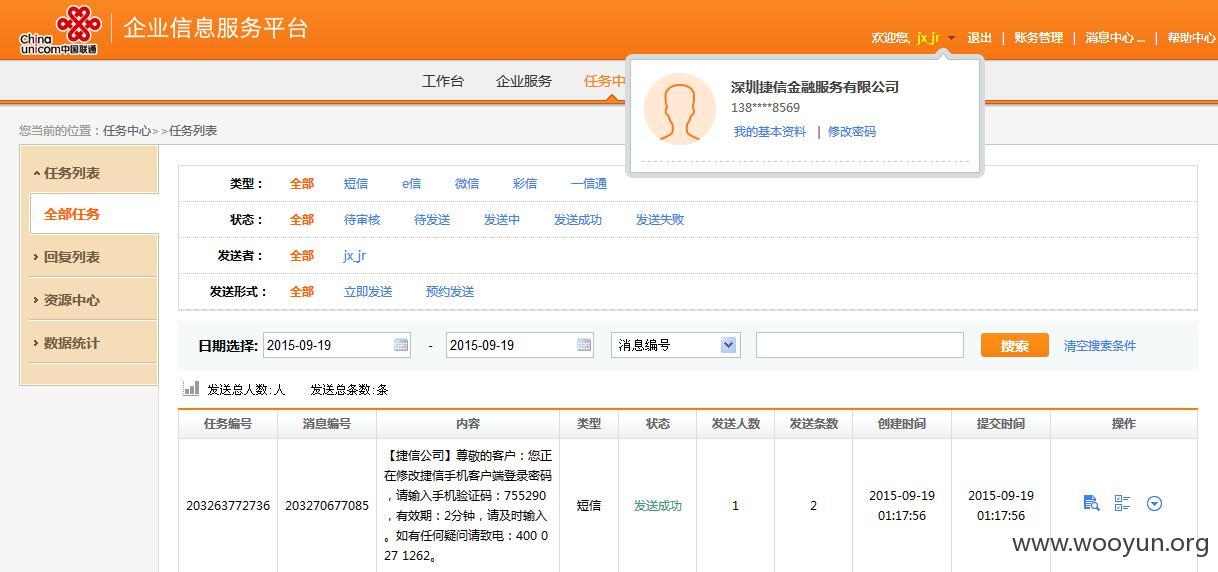 China
unicom中国联通
企业信息服务平台
欢迎您, jx_jr 退出 | 账务管理 | 消息中心 ... | 帮助中心
工作台 企业服务 任务中
深圳捷信金融服务有限公司
138****8569
我的基本资料 | 修改密码
您当前的位置：任务中心>>任务列表
任务列表
全部任务
回复列表
资源中心
数据统计
类型： 全部 短信 e信 微信 彩信 一信通
状态： 全部 待审核 待发送 发送中 发送成功 发送失败
发送者： 全部 jx_jr
发送形式： 全部 立即发送 预约发送
日期选择: 2015-09-19 - 2015-09-19 消息编号 搜索 清空搜素条件
发送总人数:人 发送总条数:条
任务编号 消息编号 内容 类型 状态 发送人数 发送条数 创建时间 提交时间 操作
203263772736 203270677085
【捷信公司】尊敬的客户：您正
在修改捷信手机客户端登录密码
，请输入手机验证码：755290
，有效期：2分钟，请及时输入
。如有任何疑问请致电：400 0
27 1262。
短信 发送成功 1 2
2015-09-19
01:17:56
2015-09-19
01:17:56
www.wooyun.org